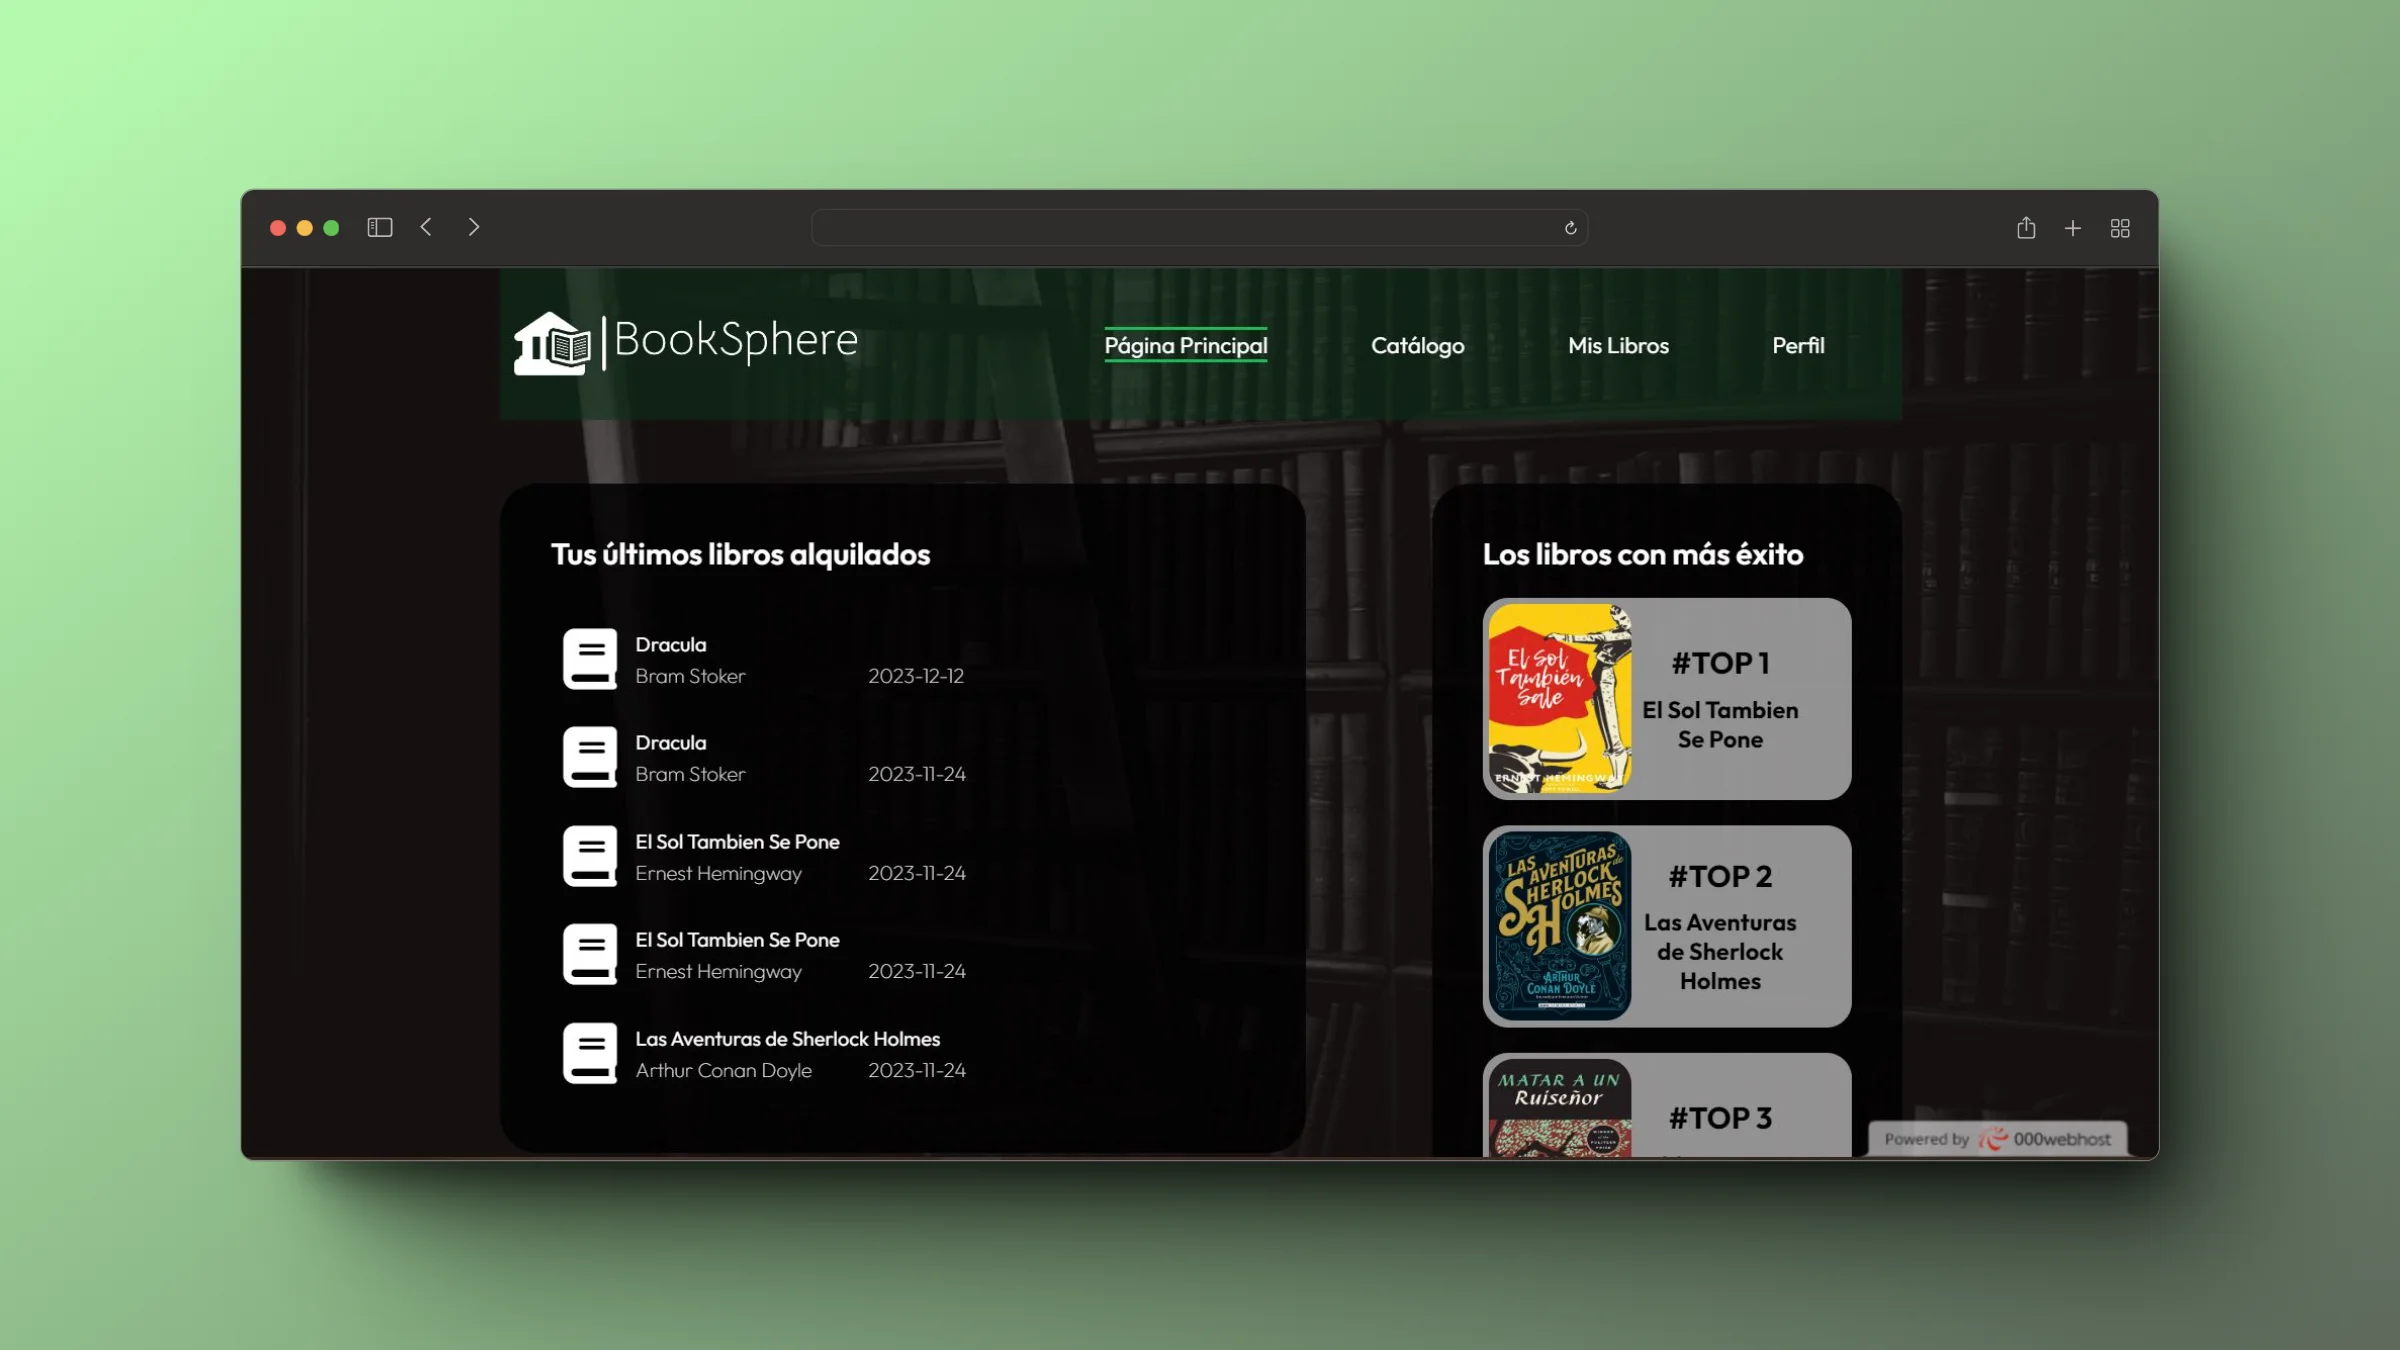 BookSphere
Página Principal
Catálogo
Mis Libros
Perfil
Tus últimos libros alquilados
Dracula
Bram Stoker 2023-12-12
Dracula
Bram Stoker 2023-11-24
El Sol Tambien Se Pone
Ernest Hemingway 2023-11-24
El Sol Tambien Se Pone
Ernest Hemingway 2023-11-24
Las Aventuras de Sherlock Holmes
Arthur Conan Doyle 2023-11-24
Los libros con más éxito
El Sol
También
Sale
ERNEST HEMINGWAY
#TOP 1
El Sol Tambien
Se Pone
LAS AVENTURAS de
SHERLOCK
HOLMES
ARTHUR
CONAN DOYLE
#TOP 2
Las Aventuras
de Sherlock
Holmes
MATAR A UN
Ruiseñor
#TOP 3
Powered by 000webhost